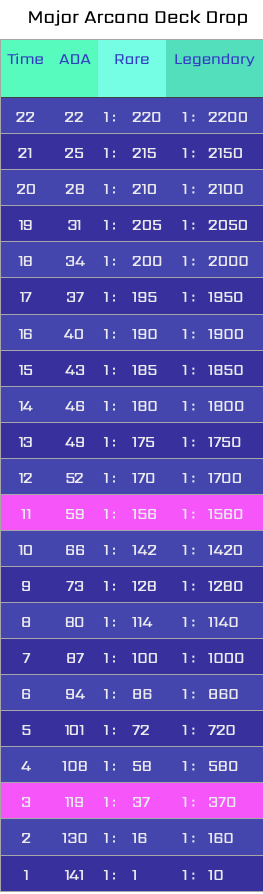 Major Arcana Deck Drop
Time ADA Rare Legendary
22 22 1: 220 1: 2200
21 25 1: 215 1: 2150
20 28 1: 210 1: 2100
19 31 1: 205 1: 2050
18 34 1: 200 1: 2000
17 37 1: 195 1: 1950
16 40 1: 190 1: 1900
15 43 1: 185 1: 1850
14 46 1: 180 1: 1800
13 49 1: 175 1: 1750
12 52 1: 170 1: 1700
11 59 1: 156 1: 1560
10 66 1: 142 1: 1420
9 73 1: 128 1: 1280
8 80 1: 114 1: 1140
7 87 1: 100 1: 1000
6 94 1: 86 1: 860
5 101 1: 72 1: 720
4 108 1: 58 1: 580
3 119 1: 37 1: 370
2 130 1: 16 1: 160
1 141 1: 1 1: 10